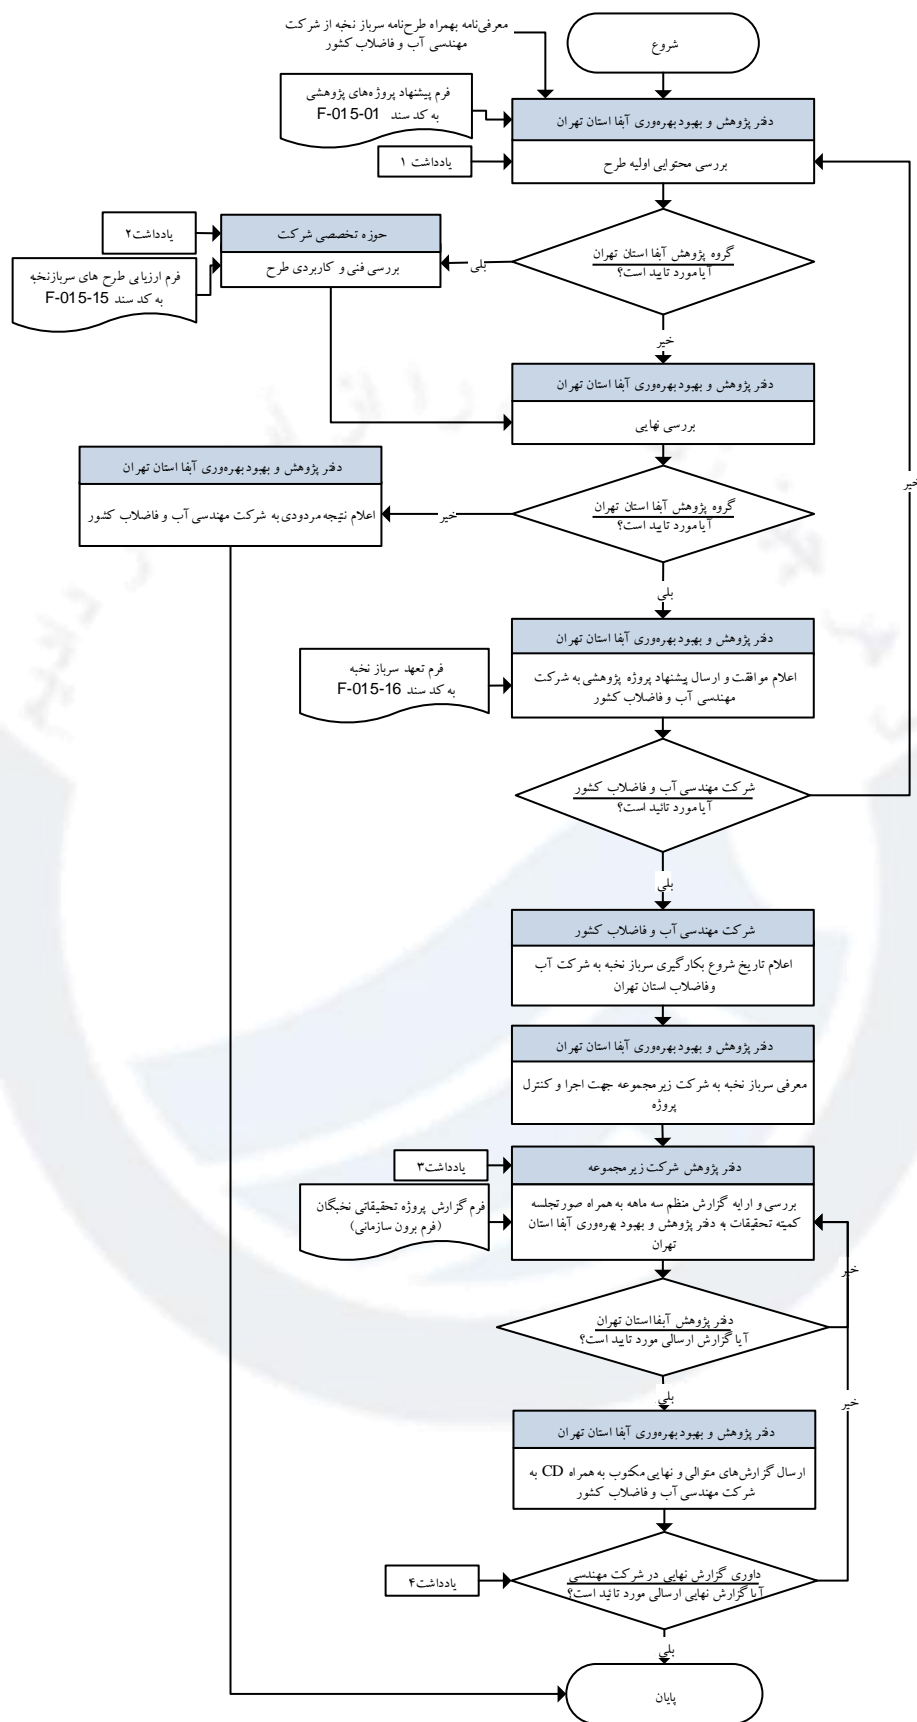 معرفی‌نامه بهمراه طرح‌نامه سرباز نخبه از شرکت
مهندسی آب و فاضلاب کشور
شروع
فرم پیشنهاد پروژه‌های پژوهشی
به کد سند F-015-01
دفتر پژوهش و بهبود بهره‌وری آبفا استان تهران
یادداشت ۱
بررسی محتوایی اولیه طرح
یادداشت۲
حوزه تخصصی شرکت
گروه پژوهش آبفا استان تهران
آیا مورد تایید است؟
بلی
بررسی فنی و کاربردی طرح
فرم ارزیابی طرح های سربازنخبه
به کد سند F-015-15
خیر
دفتر پژوهش و بهبود بهره‌وری آبفا استان تهران
بررسی نهایی
خیر
دفتر پژوهش و بهبود بهره‌وری آبفا استان تهران
گروه پژوهش آبفا استان تهران
آیا مورد تایید است؟
خیر
اعلام نتیجه مردودی به شرکت مهندسی آب و فاضلاب کشور
بلی
دفتر پژوهش و بهبود بهره‌وری آبفا استان تهران
فرم تعهد سرباز نخبه
به کد سند F-015-16
اعلام موافقت و ارسال پیشنهاد پروژه پژوهشی به شرکت
مهندسی آب و فاضلاب کشور
شرکت مهندسی آب و فاضلاب کشور
آیا مورد تائید است؟
بلی
شرکت مهندسی آب و فاضلاب کشور
اعلام تاریخ شروع بکارگیری سرباز نخبه به شرکت آب
وفاضلاب استان تهران
دفتر پژوهش و بهبود بهره‌وری آبفا استان تهران
معرفی سرباز نخبه به شرکت زیر مجموعه جهت اجرا و کنترل
پروژه
یادداشت۳
دفتر پژوهش شرکت زیر مجموعه
فرم گزارش پروژه تحقیقاتی نخبگان
(فرم برون سازمانی)
بررسی و ارایه گزارش منظم سه ماهه به همراه صورتجلسه
کمیته تحقیقات به دفتر پژوهش و بهبود بهره‌وری آبفا استان
تهران
خیر
دفتر پژوهش آبفا استان تهران
آیا گزارش ارسالی مورد تایید است؟
بلی
خیر
دفتر پژوهش و بهبود بهره‌وری آبفا استان تهران
ارسال گزارش‌های متوالی و نهایی مکتوب به همراه CD به
شرکت مهندسی آب و فاضلاب کشور
یادداشت۴
داوری گزارش نهایی در شرکت مهندسی
آیا گزارش نهایی ارسالی مورد تائید است؟
بلی
پایان